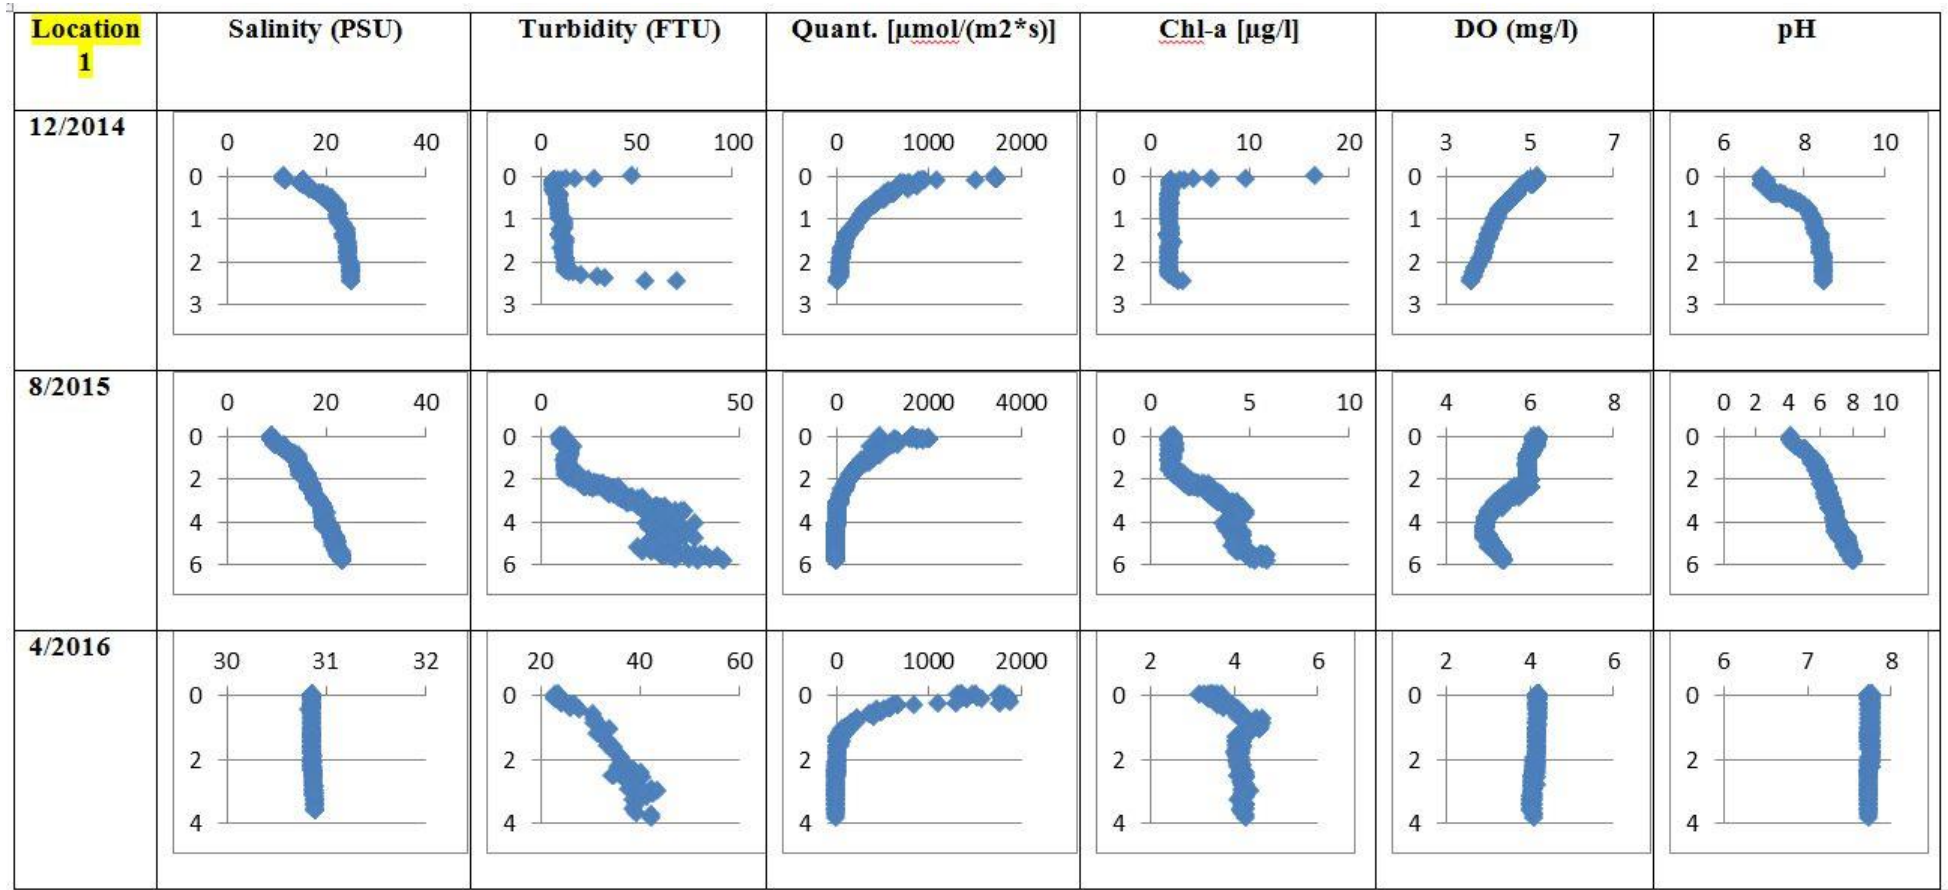 Location 1
Salinity (PSU)
Turbidity (FTU)
Quant. [µmol/(m2*s)]
Chl-a [µg/l]
DO (mg/l)
pH
12/2014
0 20 40
0
1
2
3
0 50 100
0
1
2
3
0 1000 2000
0
1
2
3
0 10 20
0
1
2
3
3 5 7
0
1
2
3
6 8 10
0
1
2
3
8/2015
0 20 40
0
2
4
6
0 50
0
2
4
6
0 2000 4000
0
2
4
6
0 5 10
0
2
4
6
4 6 8
0
2
4
6
0 2 4 6 8 10
0
2
4
6
4/2016
30 31 32
0
2
4
20 40 60
0
2
4
0 1000 2000
0
2
4
2 4 6
0
2
4
2 4 6
0
2
4
6 7 8
0
2
4